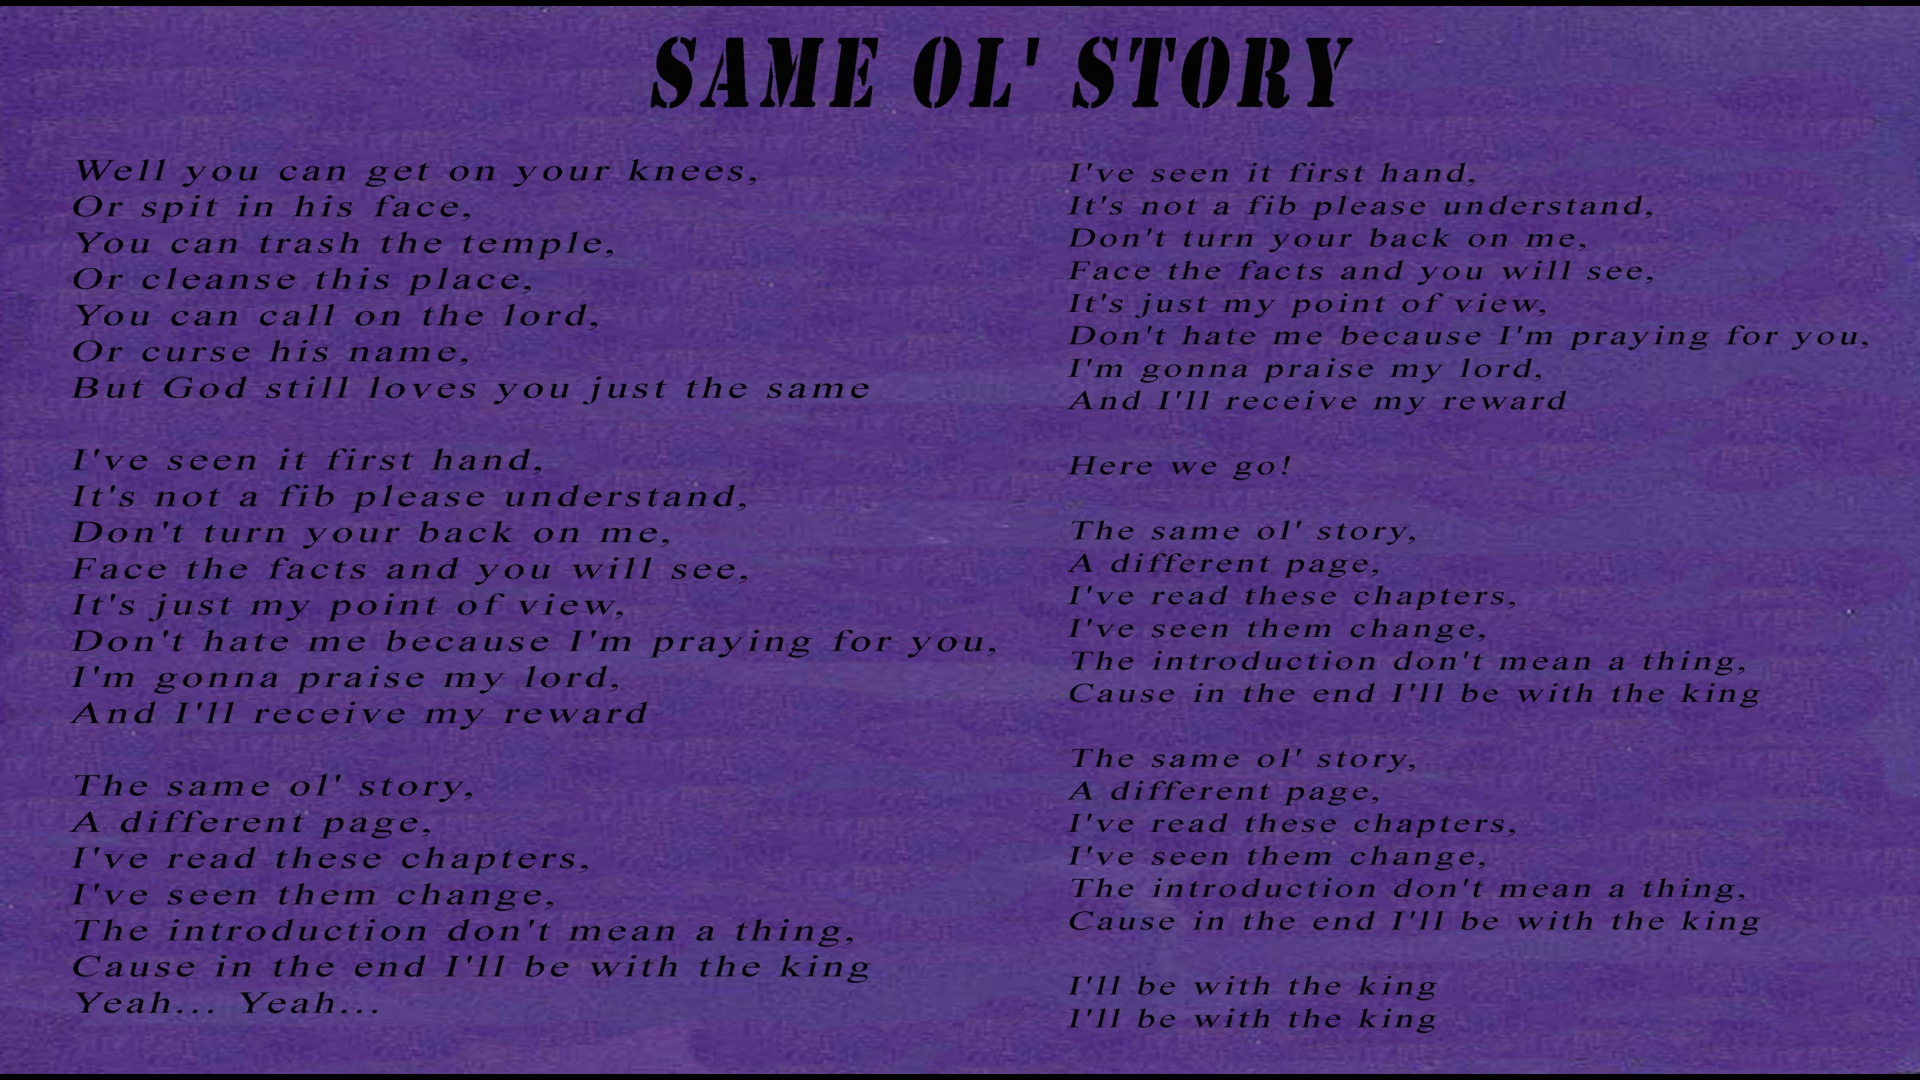 SAME OL' STORY
Well you can get on your knees,
Or spit in his face,
You can trash the temple,
Or cleanse this place,
You can call on the lord,
Or curse his name,
But God still loves you just the same
I've seen it first hand,
It's not a fib please understand,
Don't turn your back on me,
Face the facts and you will see,
It's just my point of view,
Don't hate me because I'm praying for you,
I'm gonna praise my lord,
And I'll receive my reward
The same ol' story,
A different page,
I've read these chapters,
I've seen them change,
The introduction don't mean a thing,
Cause in the end I'll be with the king
Yeah... Yeah...
I've seen it first hand,
It's not a fib please understand,
Don't turn your back on me,
Face the facts and you will see,
It's just my point of view,
Don't hate me because I'm praying for you,
I'm gonna praise my lord,
And I'll receive my reward
Here we go!
The same ol' story,
A different page,
I've read these chapters,
I've seen them change,
The introduction don't mean a thing,
Cause in the end I'll be with the king
The same ol' story,
A different page,
I've read these chapters,
I've seen them change,
The introduction don't mean a thing,
Cause in the end I'll be with the king
I'll be with the king
I'll be with the king